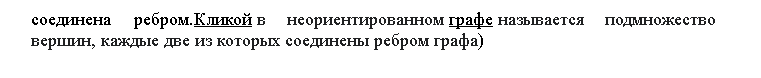 соединена ребром.Кликой в неориентированном графе называется подмножество
вершин, каждые две из которых соединены ребром графа)